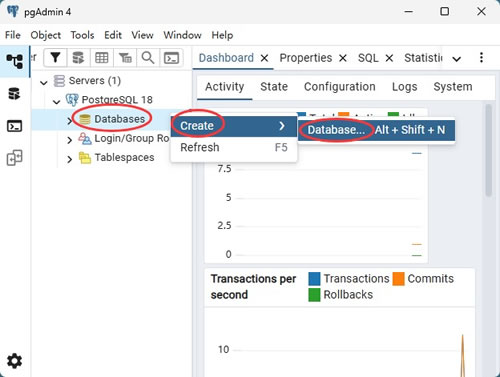 pgAdmin 4
File Object Tools Edit View Window Help
Dashboard Properties SQL Statistic
Servers (1)
Activity State Configuration Logs System
PostgreSQL 18
Databases
Create
Database... Alt + Shift + N
Login/Group Ro
Refresh F5
Tablespaces
7.5
5
2.5
0
Transactions per second
Transactions Commits
Rollbacks
10